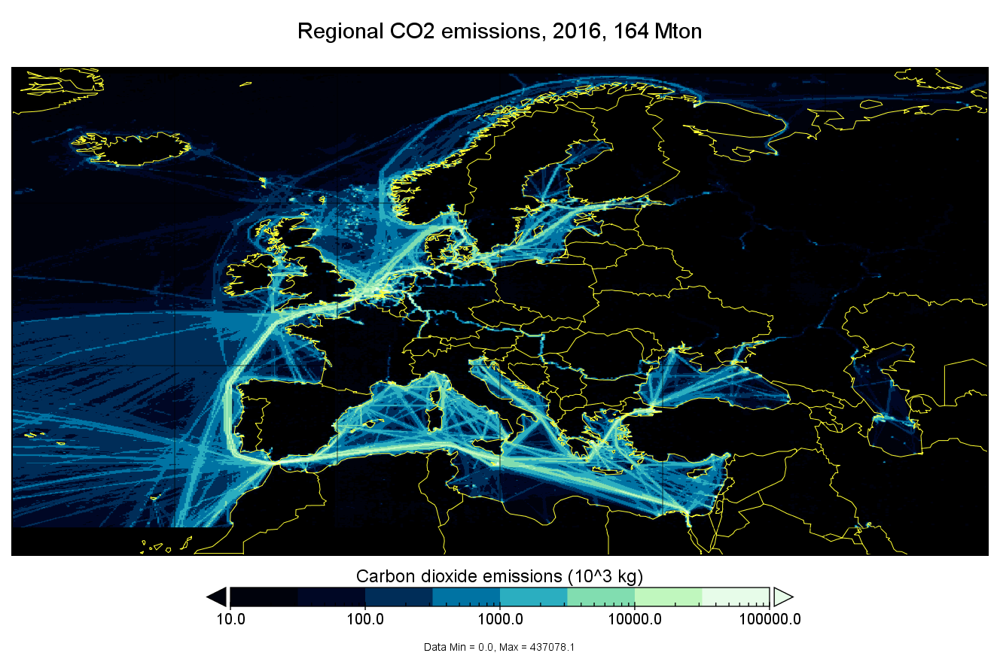 Regional CO2 emissions, 2016, 164 Mton
Carbon dioxide emissions (10^3 kg)
10.0 100.0 1000.0 10000.0 100000.0
Data Min = 0.0, Max = 437078.1